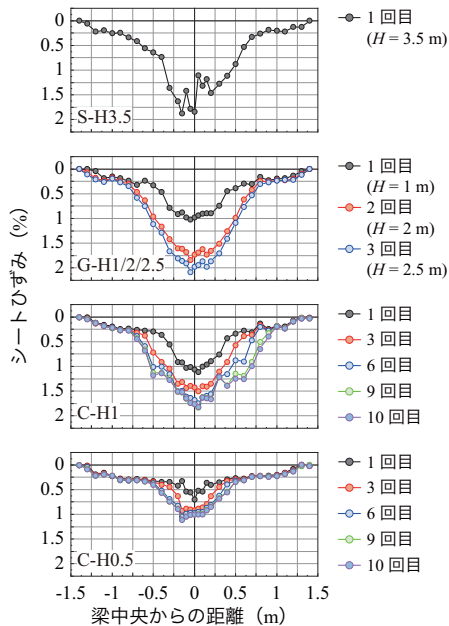 シートひずみ (%)
0
0.5
1
1.5
2
S-H3.5
1 回目
(H = 3.5 m)
0
0.5
1
1.5
2
G-H1/2/2.5
1 回目
(H = 1 m)
2 回目
(H = 2 m)
3 回目
(H = 2.5 m)
0
0.5
1
1.5
2
C-H1
1 回目
3 回目
6 回目
9 回目
10 回目
0
0.5
1
1.5
2
C-H0.5
1 回目
3 回目
6 回目
9 回目
10 回目
-1.5 -1 -0.5 0 0.5 1 1.5
梁中央からの距離（m）